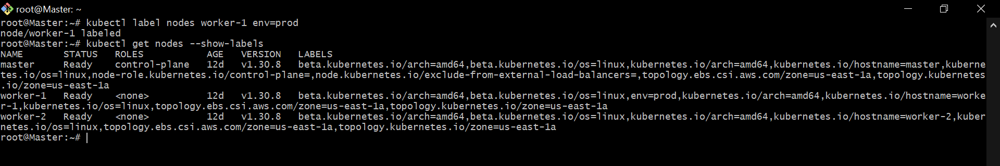 root@Master: ~
root@Master:~# kubectl label nodes worker-1 env=prod
node/worker-1 labeled
root@Master:~# kubectl get nodes --show-labels
NAME       STATUS   ROLES           AGE   VERSION   LABELS
master     Ready    control-plane   12d   v1.30.8   beta.kubernetes.io/arch=amd64,beta.kubernetes.io/os=linux,kubernetes.io/arch=amd64,kubernetes.io/hostname=master,kuberne
tes.io/os=linux,node-role.kubernetes.io/control-plane=,node.kubernetes.io/exclude-from-external-load-balancers=,topology.ebs.csi.aws.com/zone=us-east-1a,topology.kubernetes
.io/zone=us-east-1a
worker-1   Ready    <none>          12d   v1.30.8   beta.kubernetes.io/arch=amd64,beta.kubernetes.io/os=linux,env=prod,kubernetes.io/arch=amd64,kubernetes.io/hostname=worke
r-1,kubernetes.io/os=linux,topology.ebs.csi.aws.com/zone=us-east-1a,topology.kubernetes.io/zone=us-east-1a
worker-2   Ready    <none>          12d   v1.30.8   beta.kubernetes.io/arch=amd64,beta.kubernetes.io/os=linux,kubernetes.io/arch=amd64,kubernetes.io/hostname=worker-2,kuber
netes.io/os=linux,topology.ebs.csi.aws.com/zone=us-east-1a,topology.kubernetes.io/zone=us-east-1a
root@Master:~#